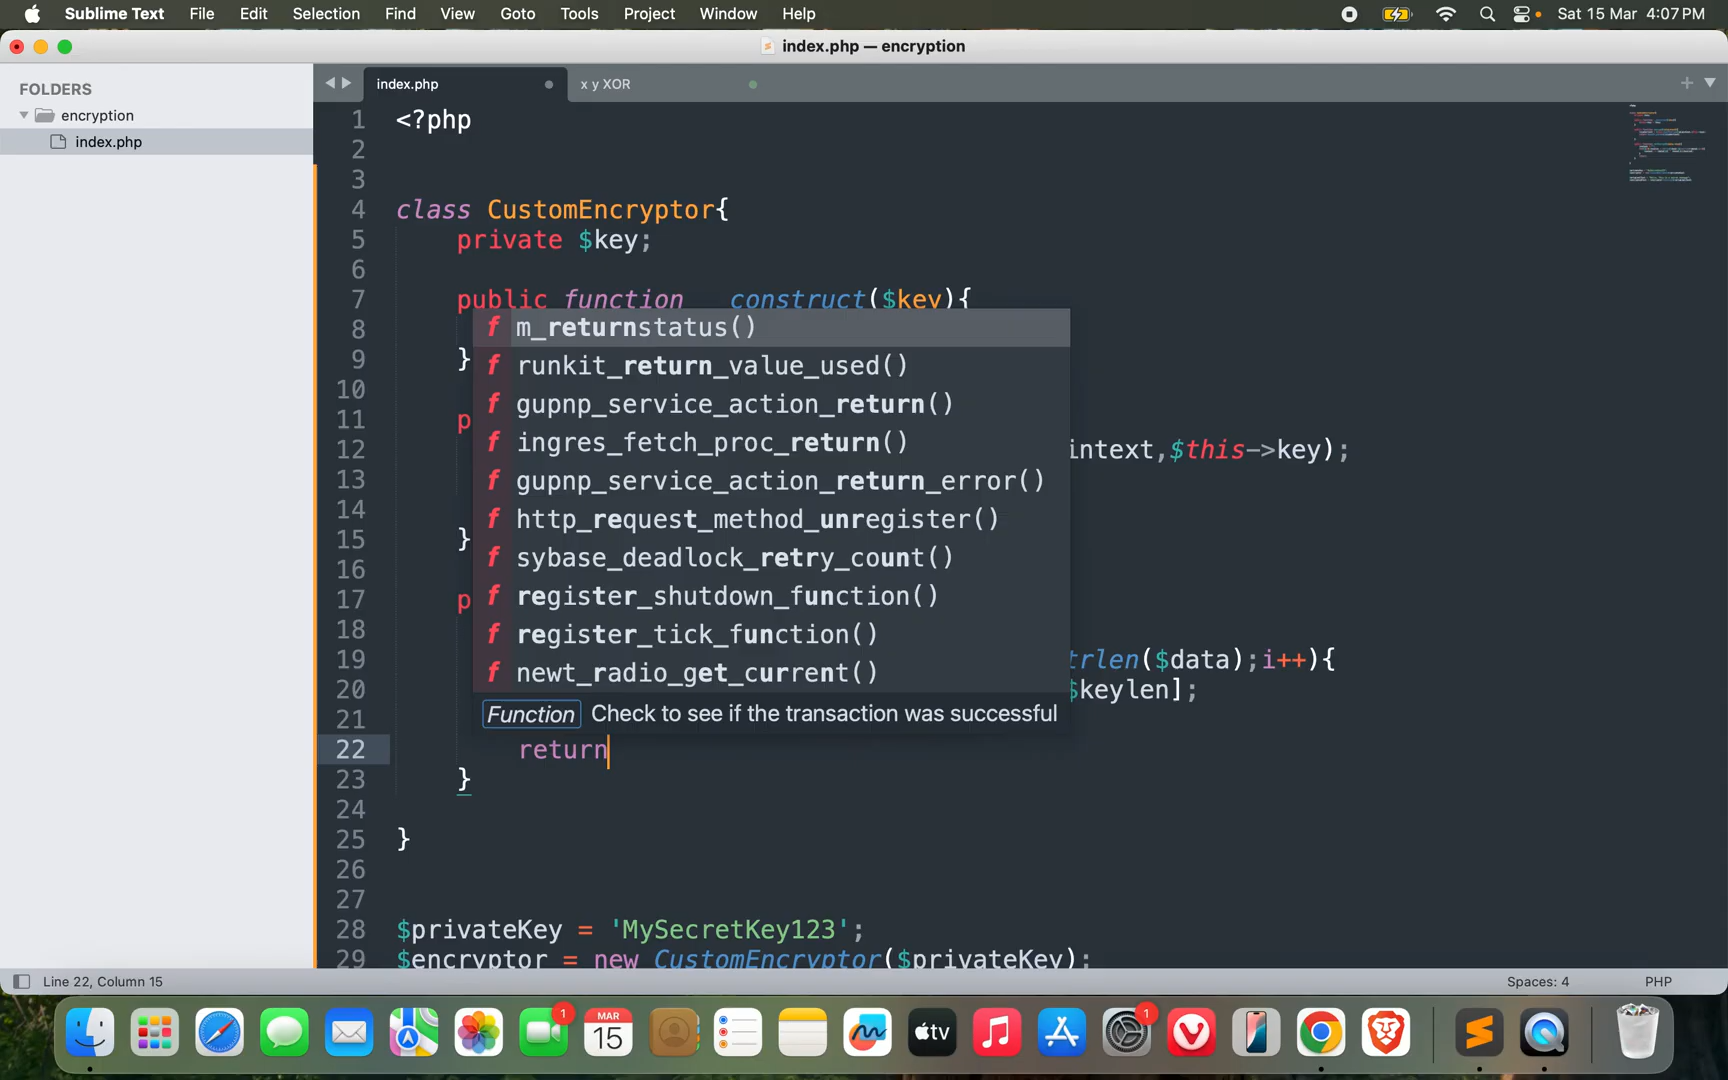 Sublime Text File Edit Selection Find View Goto Tools Project Window Help Sat 15 Mar 4:07 PM
index.php — encryption
FOLDERS
encryption
index.php
index.php x y XOR
1 <?php
2
3
4 class CustomEncryptor{
5 private $key;
6
7 public function __construct($key){
8
9 }
10
11 p
12 intext,$this->key);
13
14
15 }
16
17 p
18
19 trlen($data);i++){
20 $keylen];
21
22 return
23 }
24
25 }
26
27
28 $privateKey = 'MySecretKey123';
29 $encryptor = new CustomEncryptor($privateKey);
f m_returnstatus()
f runkit_return_value_used()
f gupnp_service_action_return()
f ingres_fetch_proc_return()
f gupnp_service_action_return_error()
f http_request_method_unregister()
f sybase_deadlock_retry_count()
f register_shutdown_function()
f register_tick_function()
f newt_radio_get_current()
Function Check to see if the transaction was successful
Line 22, Column 15 Spaces: 4 PHP
1
MAR
15
tv
1